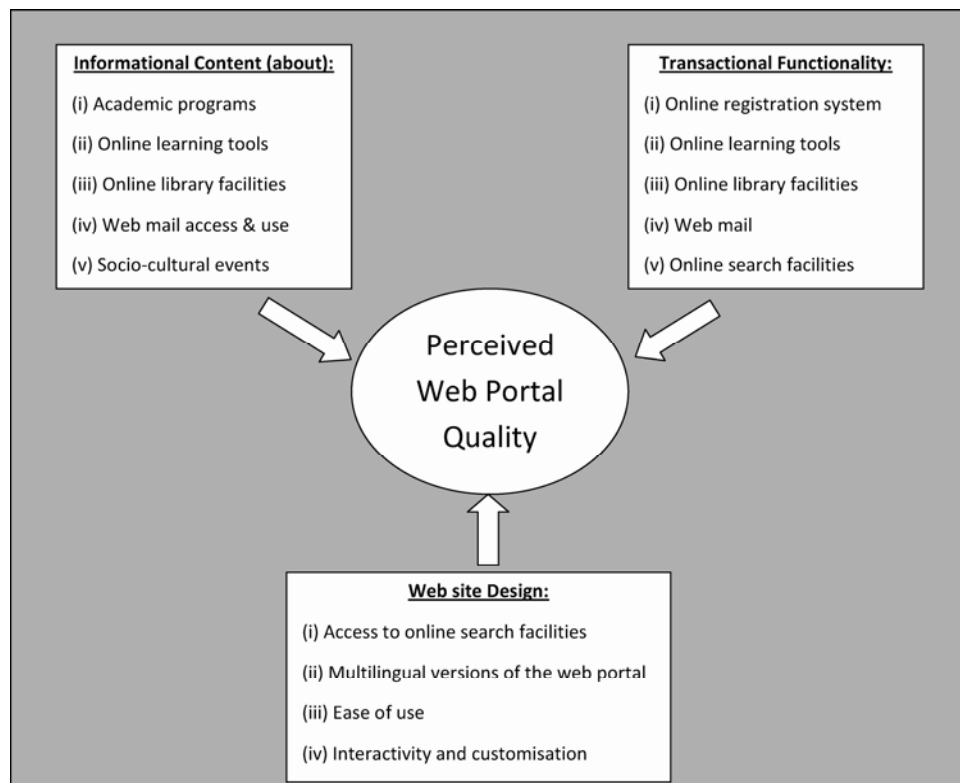 Informational Content (about):
(i) Academic programs
(ii) Online learning tools
(iii) Online library facilities
(iv) Web mail access & use
(v) Socio-cultural events
Transactional Functionality:
(i) Online registration system
(ii) Online learning tools
(iii) Online library facilities
(iv) Web mail
(v) Online search facilities
Perceived
Web Portal
Quality
Web site Design:
(i) Access to online search facilities
(ii) Multilingual versions of the web portal
(iii) Ease of use
(iv) Interactivity and customisation